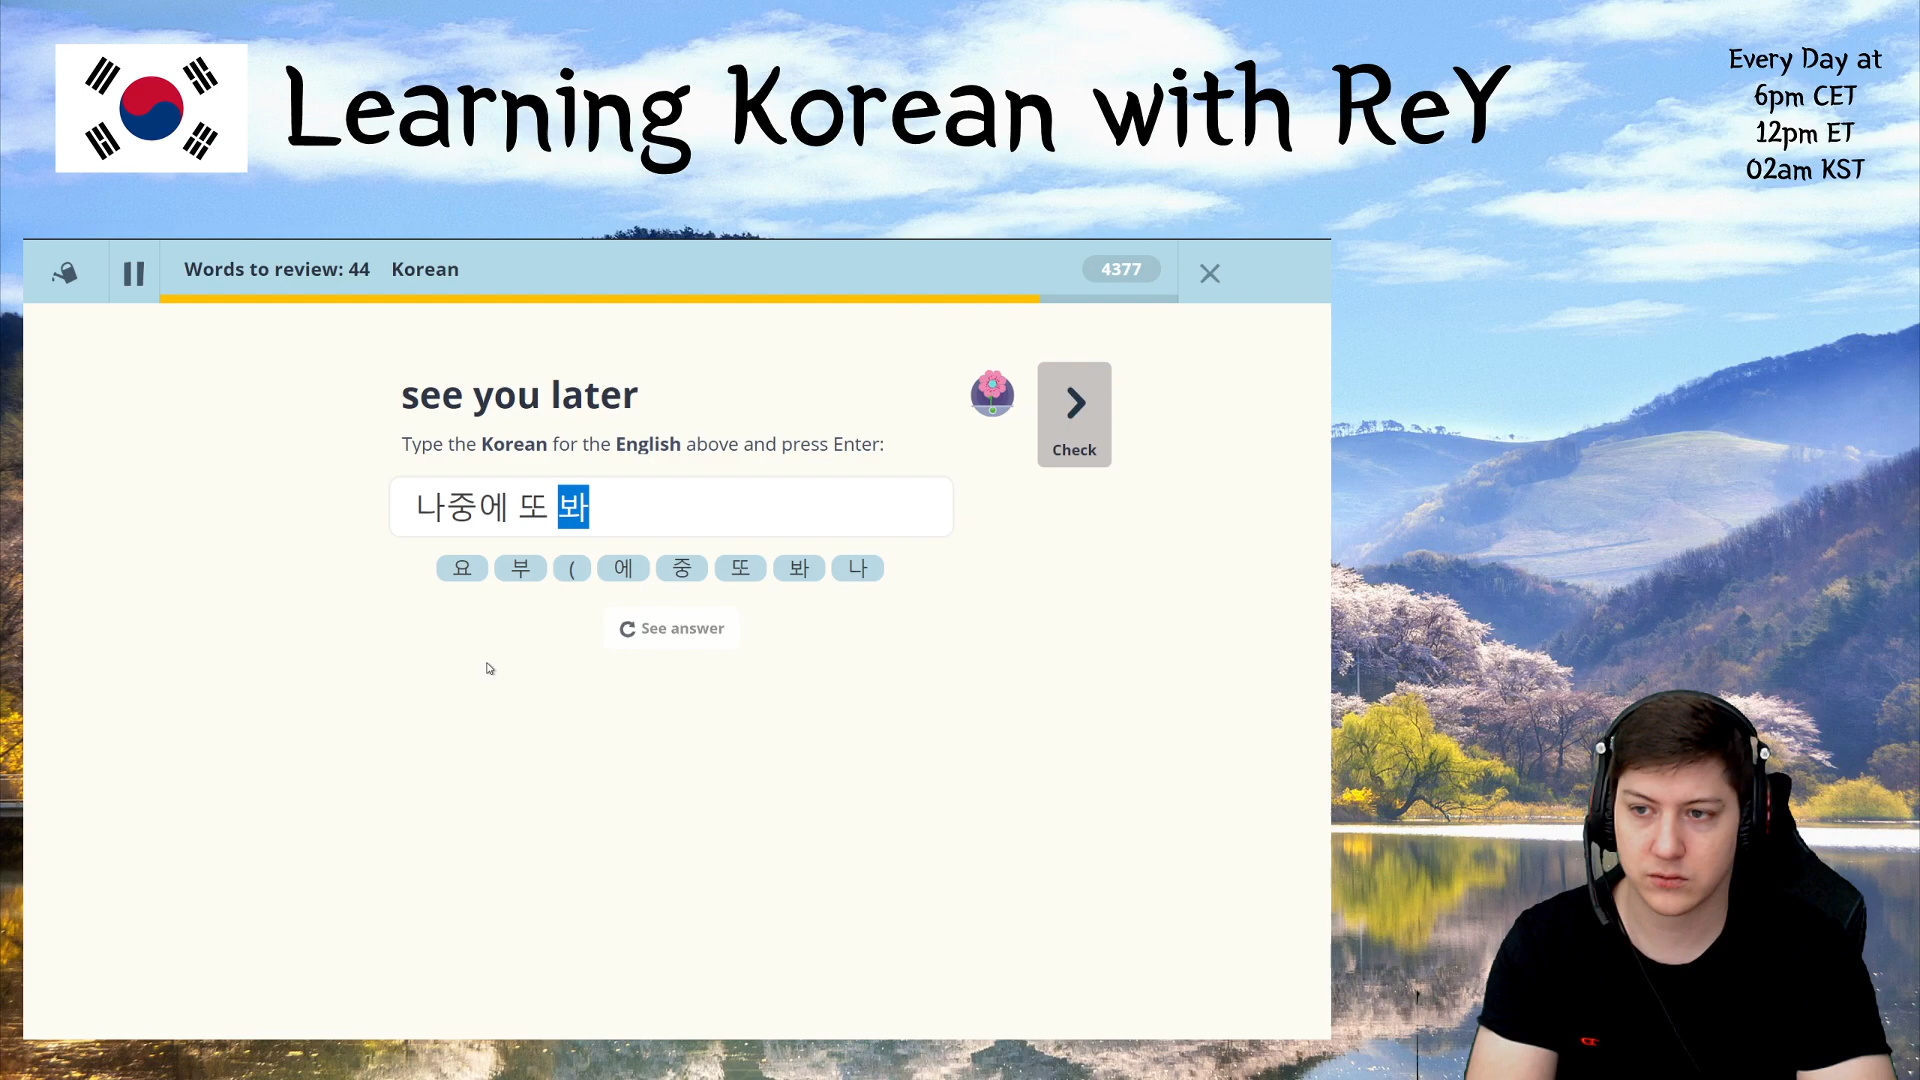 Learning Korean with ReY
Every Day at
6pm CET
12pm ET
02am KST
Words to review: 44 Korean
4377
see you later
Type the Korean for the English above and press Enter:
Check
나중에 또 봐
요 부 ( 에 중 또 봐 나
See answer